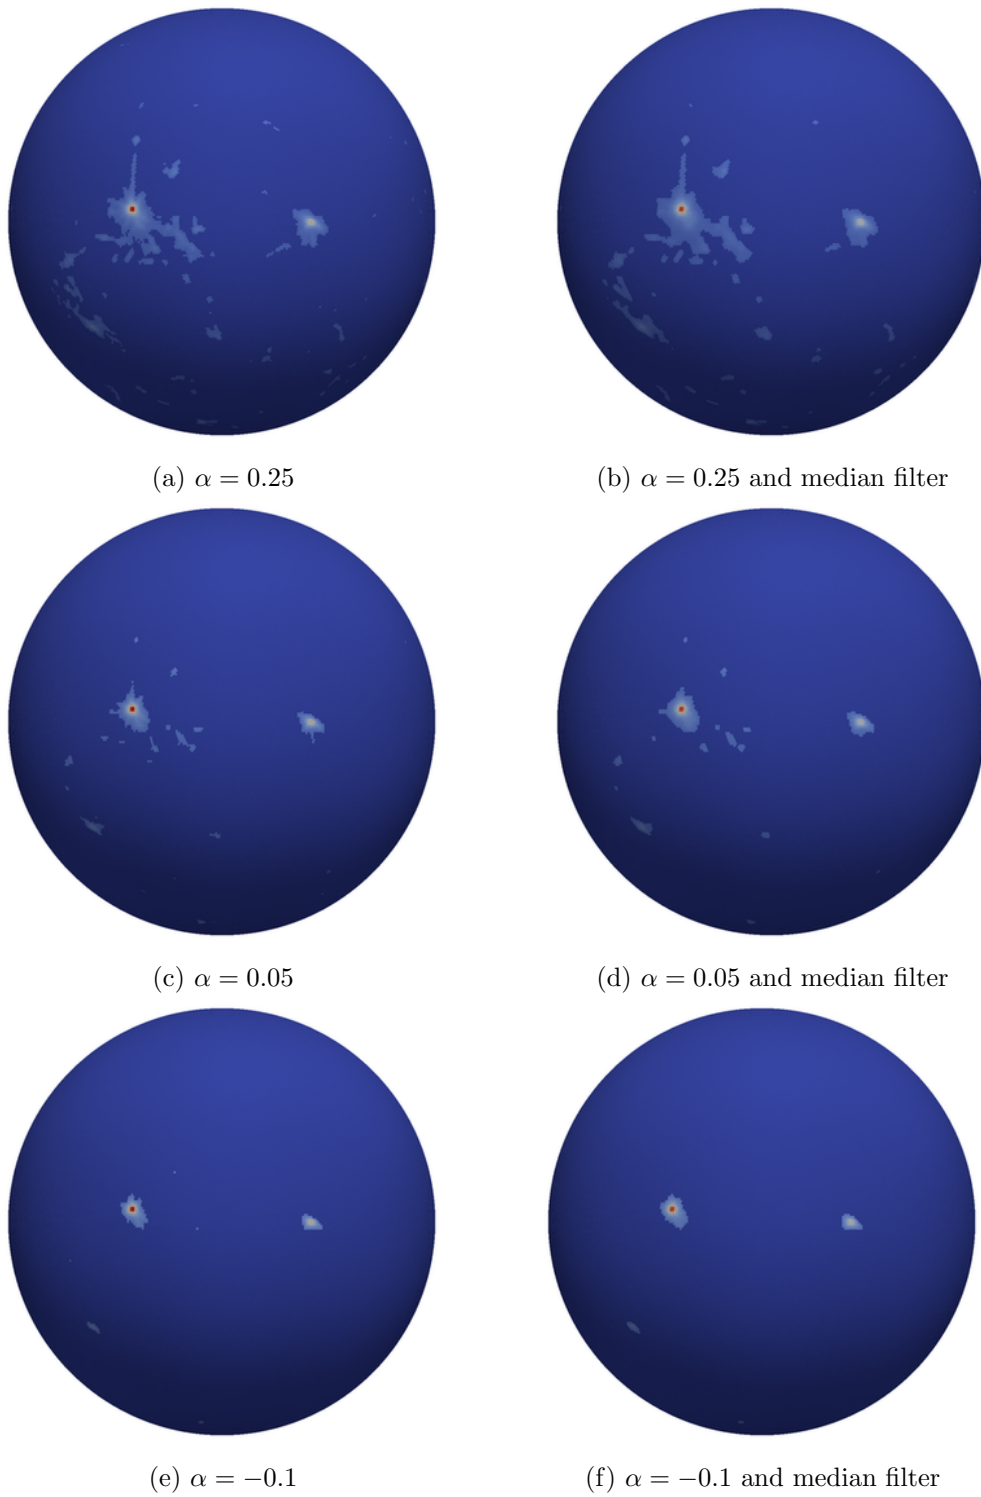 (a) α = 0.25
(b) α = 0.25 and median filter
(c) α = 0.05
(d) α = 0.05 and median filter
(e) α = −0.1
(f) α = −0.1 and median filter